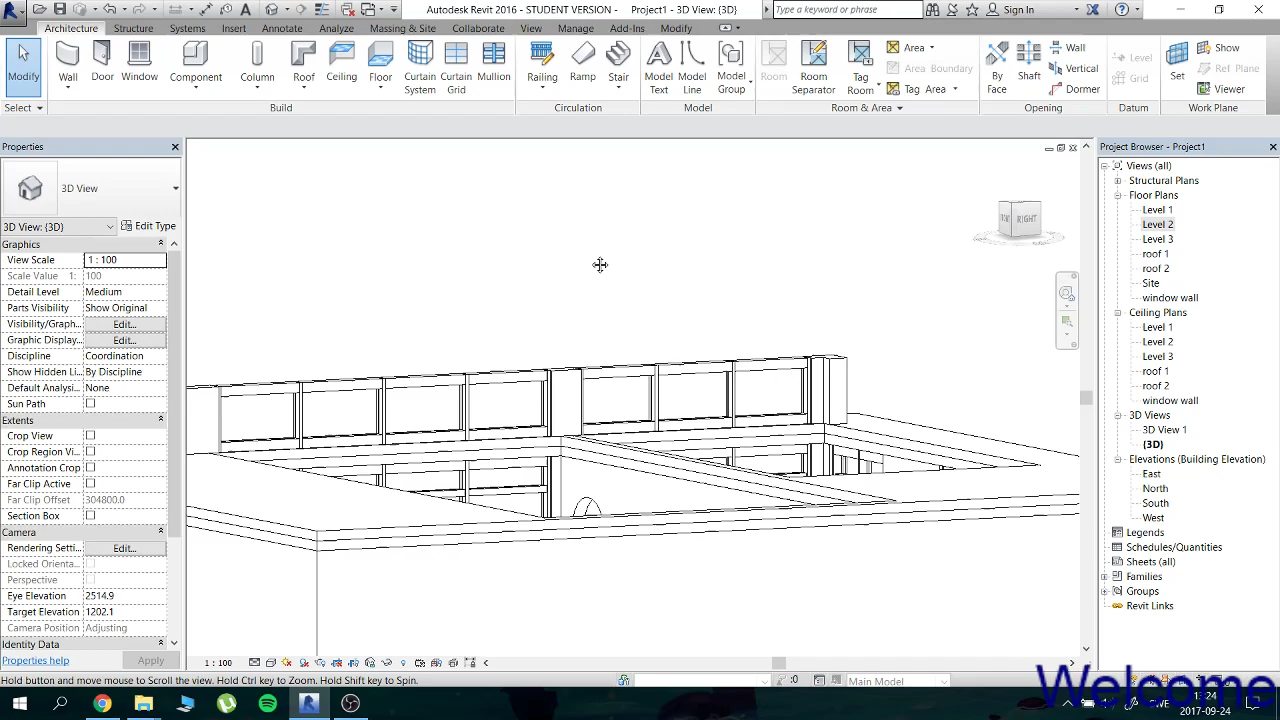 Autodesk Revit 2016 - STUDENT VERSION - Project1 - 3D View: {3D}
Type a keyword or phrase
Sign In
Architecture Structure Systems Insert Annotate Analyze Massing & Site Collaborate View Manage Add-Ins Modify
Modify Wall Door Window Component Column Roof Ceiling Floor Curtain System Curtain Grid Mullion Railing Ramp Stair Model Text Model Line Model Group Room Room Separator Tag Room
Area
Area Boundary
Tag Area
By Face Shaft
Wall
Vertical
Dormer
Level
Grid
Set
Show
Ref Plane
Viewer
Select Build Circulation Model Room & Area Opening Datum Work Plane
Properties
3D View
3D View: {3D} Edit Type
Graphics
View Scale 1 : 100
Scale Value 1: 100
Detail Level Medium
Parts Visibility Show Original
Visibility/Graph... Edit...
Graphic Display... Edit...
Discipline Coordination
Show Hidden Li... By Discipline
Default Analysi... None
Sun Path
Extents
Crop View
Crop Region Vi...
Annotation Crop
Far Clip Active
Far Clip Offset 304800.0
Section Box
Camera
Rendering Setti... Edit...
Locked Orienta...
Perspective
Eye Elevation 2514.9
Target Elevation 1202.1
Camera Position Adjusting
Identity Data
Properties help Apply
RIGHT
1 : 100
Project Browser - Project1
Views (all)
Structural Plans
Floor Plans
Level 1
Level 2
Level 3
roof 1
roof 2
Site
window wall
Ceiling Plans
Level 1
Level 2
Level 3
roof 1
roof 2
window wall
3D Views
3D View 1
{3D}
Elevations (Building Elevation)
East
North
South
West
Legends
Schedules/Quantities
Sheets (all)
Families
Groups
Revit Links
Hold button down and move mouse to Scroll the view. Hold Ctrl key to Zoom. Hold Shift key to Spin.
:0
Main Model
Welcome
SWE
13:24
2017-09-24